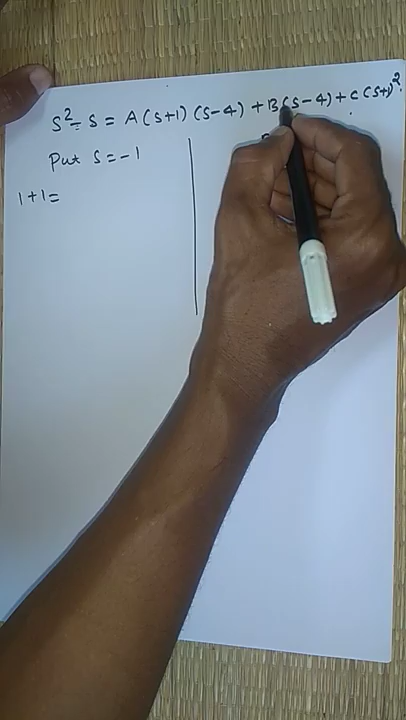 s² - s = A(s+1)(s-4) + B(s-4) + C(s+1)²
Put s = -1
1+1 =